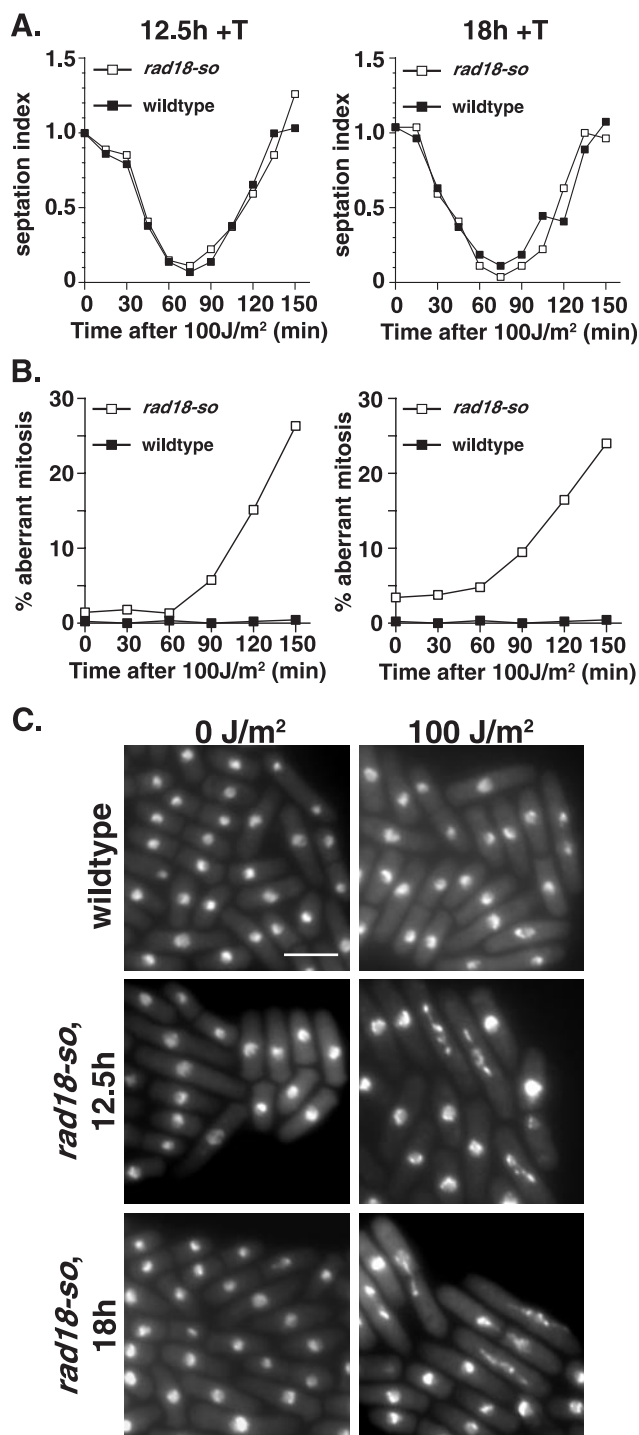 A.
12.5h +T
18h +T
1.5
1.0
0.5
0
septation index
rad18-so
wildtype
0 30 60 90 120 150
Time after 100J/m² (min)
1.5
1.0
0.5
0
septation index
rad18-so
wildtype
0 30 60 90 120 150
Time after 100J/m² (min)
B.
30
20
10
0
% aberrant mitosis
rad18-so
wildtype
0 30 60 90 120 150
Time after 100J/m² (min)
30
20
10
0
% aberrant mitosis
rad18-so
wildtype
0 30 60 90 120 150
Time after 100J/m² (min)
C.
0 J/m²
100 J/m²
wildtype
rad18-so,
12.5h
rad18-so,
18h